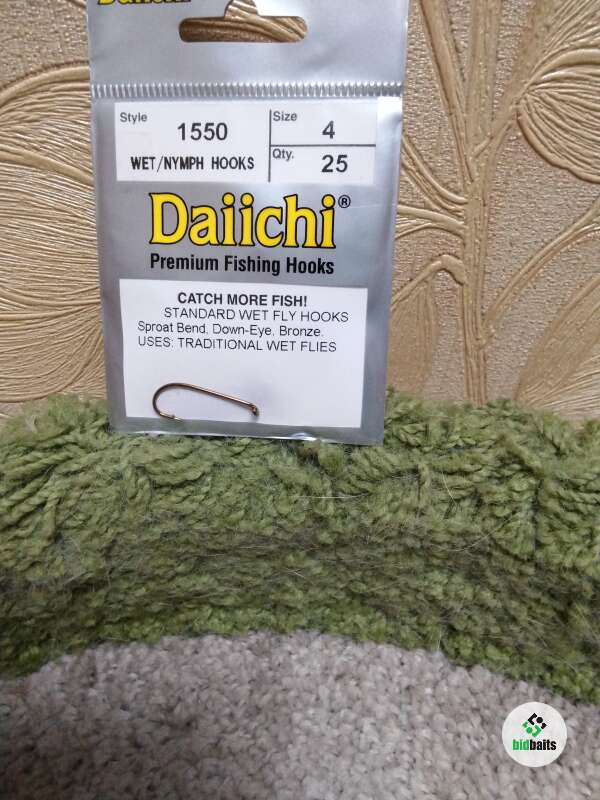 Daiichi
Style
1550
WET/NYMPH HOOKS
Size
4
Qty.
25
Daiichi®
Premium Fishing Hooks
CATCH MORE FISH!
STANDARD WET FLY HOOKS
Sproat Bend, Down-Eye, Bronze.
USES: TRADITIONAL WET FLIES
bidbaits